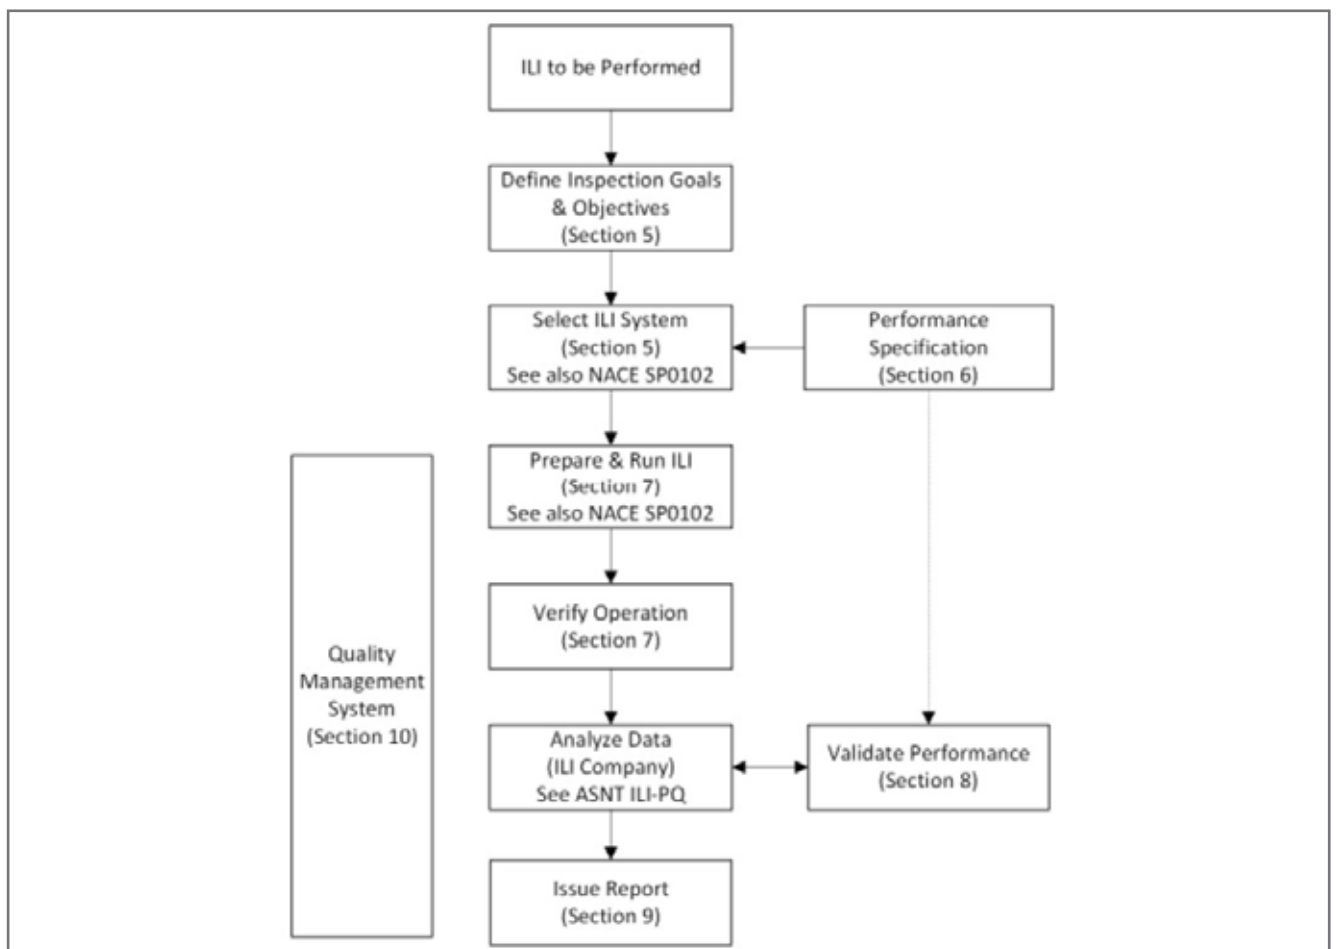 ILI to be Performed
Define Inspection Goals
& Objectives
(Section 5)
Select ILI System
(Section 5)
See also NACE SP0102
Performance
Specification
(Section 6)
Prepare & Run ILI
(Section 7)
See also NACE SP0102
Verify Operation
(Section 7)
Quality
Management
System
(Section 10)
Analyze Data
(ILI Company)
See ASNT ILI-PQ
Validate Performance
(Section 8)
Issue Report
(Section 9)